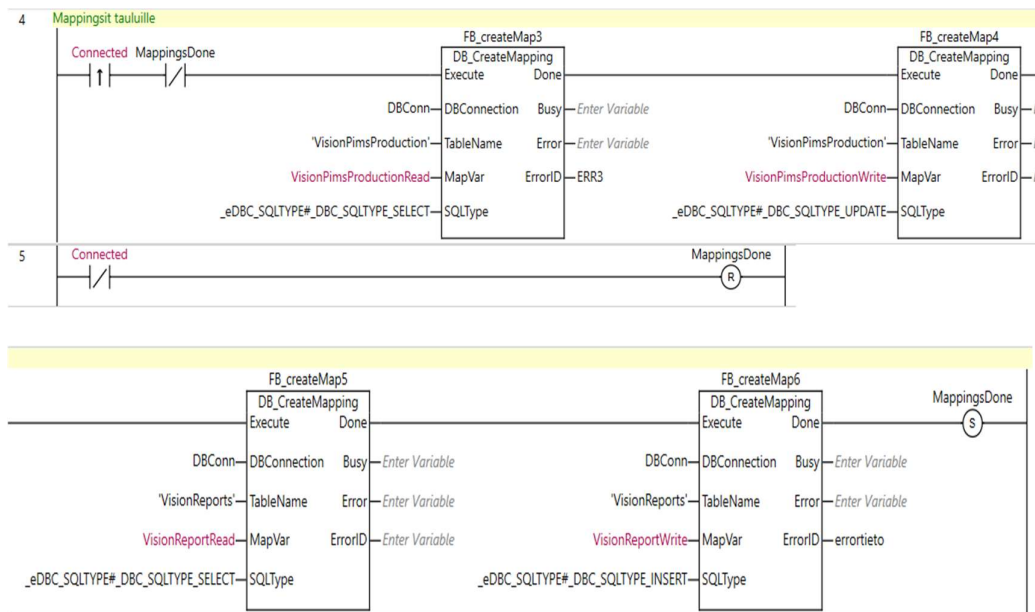 4 Mappingsit tauluille
Connected MappingsDone
FB_createMap3 FB_createMap4
DB_CreateMapping DB_CreateMapping
Execute Done Execute Done
DBConn DBConnection Busy Enter Variable DBConn DBConnection Busy
'VisionPimsProduction' TableName Error Enter Variable 'VisionPimsProduction' TableName Error
VisionPimsProductionRead MapVar ErrorID ERR3 VisionPimsProductionWrite MapVar ErrorID
_eDBC_SQLTYPE#_DBC_SQLTYPE_SELECT SQLType _eDBC_SQLTYPE#_DBC_SQLTYPE_UPDATE SQLType
5 Connected MappingsDone
R
FB_createMap5 FB_createMap6
DB_CreateMapping DB_CreateMapping MappingsDone
Execute Done Execute Done S
DBConn DBConnection Busy Enter Variable DBConn DBConnection Busy Enter Variable
'VisionReports' TableName Error Enter Variable 'VisionReports' TableName Error Enter Variable
VisionReportRead MapVar ErrorID Enter Variable VisionReportWrite MapVar ErrorID errortieto
_eDBC_SQLTYPE#_DBC_SQLTYPE_SELECT SQLType _eDBC_SQLTYPE#_DBC_SQLTYPE_INSERT SQLType